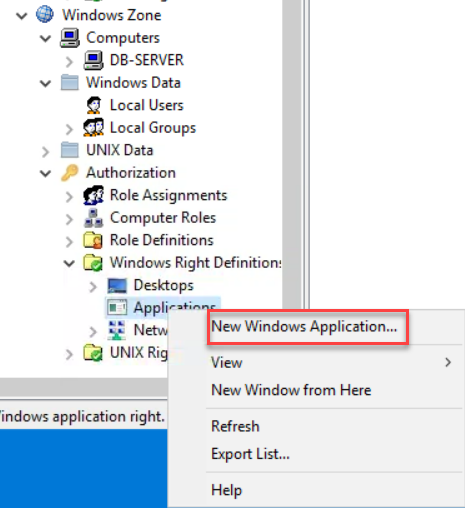 Windows Zone
Computers
DB-SERVER
Windows Data
Local Users
Local Groups
UNIX Data
Authorization
Role Assignments
Computer Roles
Role Definitions
Windows Right Definitions
Desktops
Applications
Netw
UNIX Rig
New Windows Application...
View
New Window from Here
Refresh
Export List...
Help
indows application right.